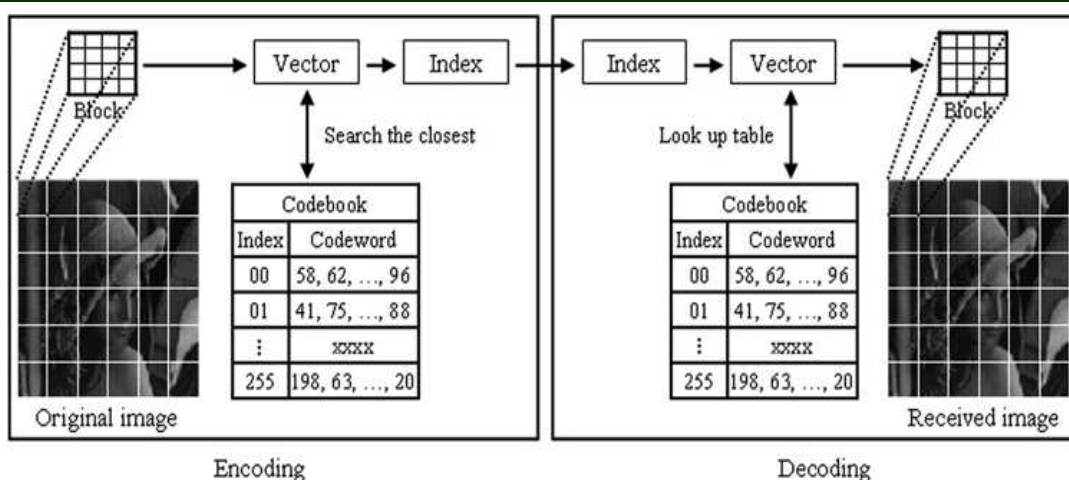 Vector
Index
Block
Search the closest
Codebook
Index Codeword
00 58, 62, ..., 96
01 41, 75, ..., 88
⋮ xxxx
255 198, 63, ..., 20
Original image
Encoding
Index
Vector
Block
Look up table
Codebook
Index Codeword
00 58, 62, ..., 96
01 41, 75, ..., 88
⋮ xxxx
255 198, 63, ..., 20
Received image
Decoding